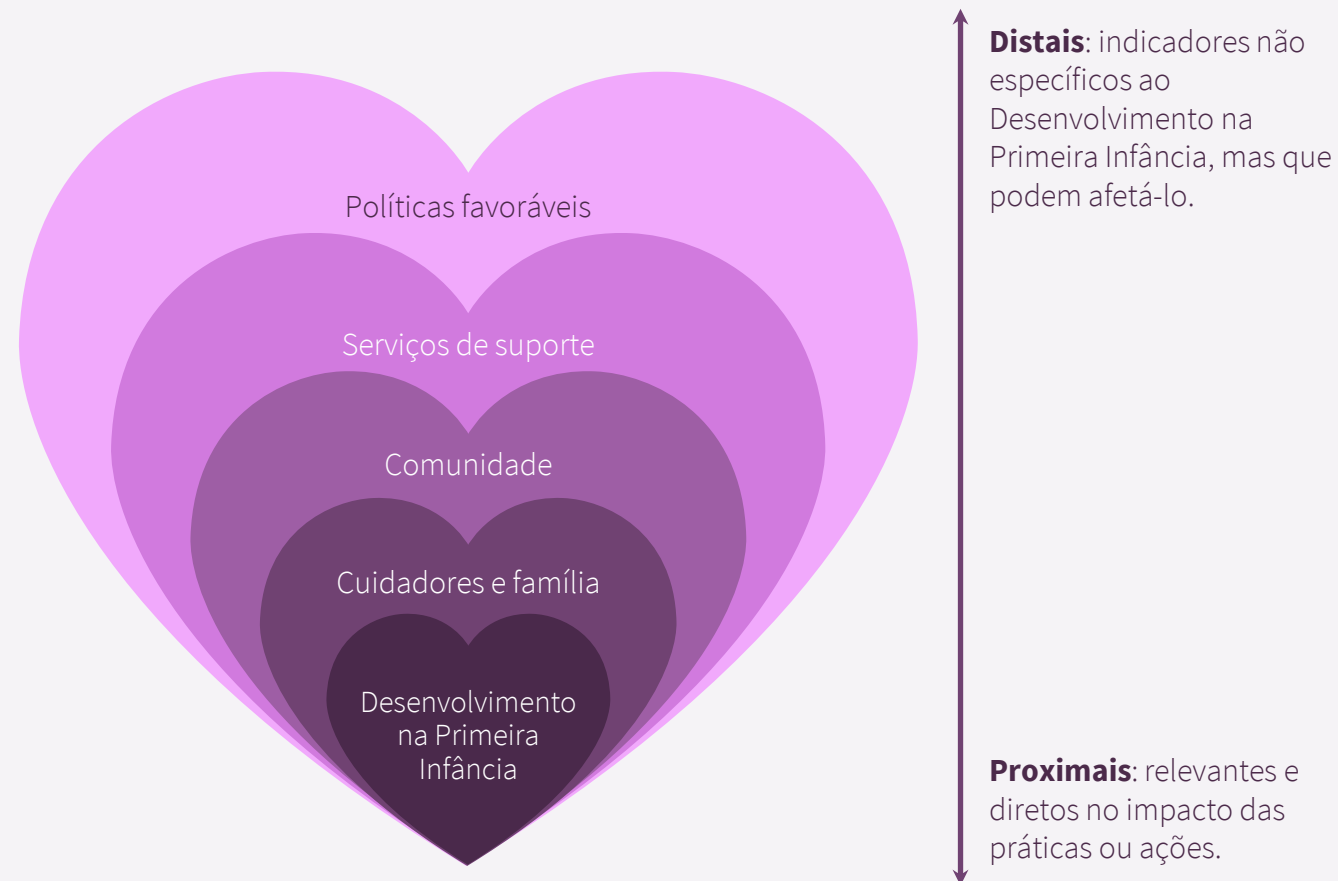 Políticas favoráveis
Serviços de suporte
Comunidade
Cuidadores e família
Desenvolvimento
na Primeira
Infância
Distais: indicadores não
específicos ao
Desenvolvimento na
Primeira Infância, mas que
podem afetá-lo.
Proximais: relevantes e
diretos no impacto das
práticas ou ações.